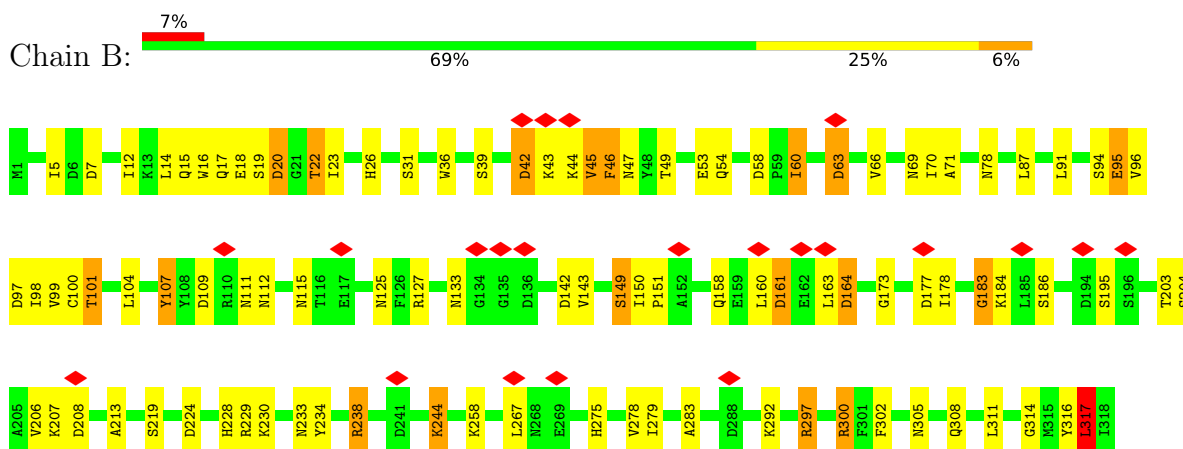 7%
Chain B:
69% 25% 6%
M1 I5 D6 D7 I12 K13 L14 Q15 W16 Q17 E18 S19 D20 G21 T22 I23 H26 S31 W36 S39 D42 K43 K44 V45 F46 N47 Y48 T49 E53 Q54 D58 P59 I60 D63 V66 N69 I70 A71 N78 L87 L91 S94 E95 V96
D97 I98 V99 C100 T101 L104 Y107 Y108 D109 R110 N111 N112 N115 T116 E117 N125 F126 R127 N133 G134 G135 D136 D142 V143 S149 I150 P151 A152 Q158 E159 L160 D161 E162 L163 D164 G173 D177 I178 G183 K184 L185 S186 D194 S195 S196 T203 S204
A205 V206 K207 D208 A213 S219 D224 H228 R229 K230 N233 Y234 R238 D241 K244 K258 L267 N268 E269 H275 V278 I279 A283 D288 K292 R297 R300 F301 F302 N305 Q308 L311 G314 M315 Y316 L317 I318